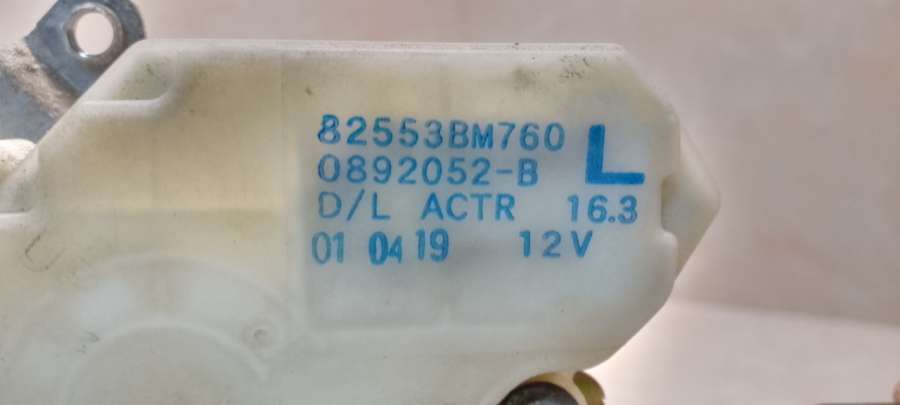 82553BM760
0892052-B L
D/L ACTR 16.3
01 04 19 12V